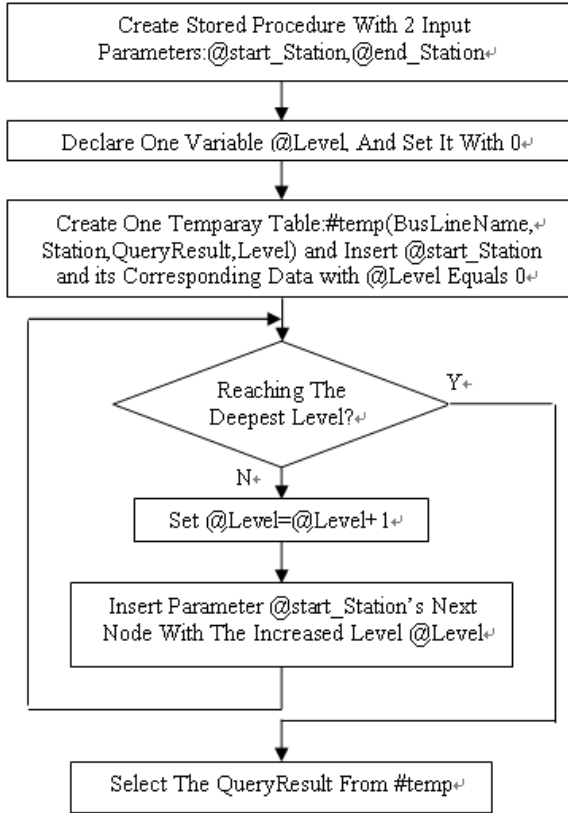 Create Stored Procedure With 2 Input
Parameters:@start_Station,@end_Station↵
Declare One Variable @Level, And Set It With 0↵
Create One Temparay Table:#temp(BusLineName,↵
Station,QueryResult,Level) and Insert @start_Station
and its Corresponding Data with @Level Equals 0↵
Reaching The
Deepest Level?↵
Y↵
N↵
Set @Level=@Level+1↵
Insert Parameter @start_Station's Next
Node With The Increased Level @Level↵
Select The QueryResult From #temp↵